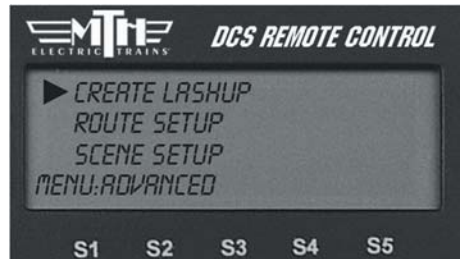 MTH
ELECTRIC TRAINS
DCS REMOTE CONTROL
CREATE LASHUP
ROUTE SETUP
SCENE SETUP
MENU:ADVANCED
S1 S2 S3 S4 S5